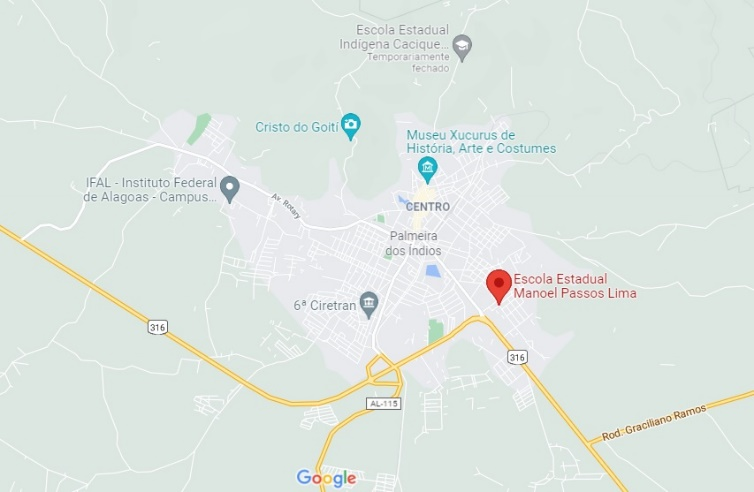 Escola Estadual
Indígena Cacique...
Temporariamente
fechado
Cristo do Goiti
Museu Xucurus de
História, Arte e Costumes
IFAL - Instituto Federal
de Alagoas - Campus...
Av. Rotary
CENTRO
Palmeira
dos Índios
Escola Estadual
Manoel Passos Lima
6ª Ciretran
316
316
AL-115
Rod. Graciliano Ramos
Google